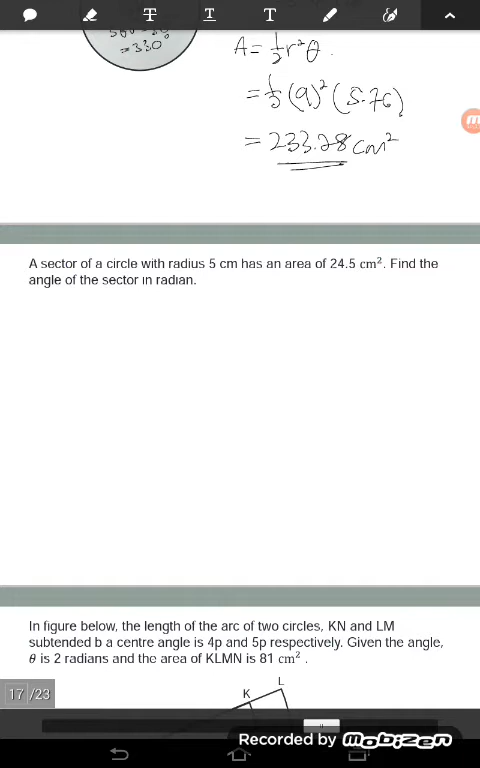 = 330°
A = 1/2 r²θ.
= 1/2 (9)² (5.76)
= 233.28 cm²
A sector of a circle with radius 5 cm has an area of 24.5 cm². Find the
angle of the sector in radian.
In figure below, the length of the arc of two circles, KN and LM
subtended b a centre angle is 4p and 5p respectively. Given the angle,
θ is 2 radians and the area of KLMN is 81 cm² .
L
K
17 /23
Recorded by mobizen